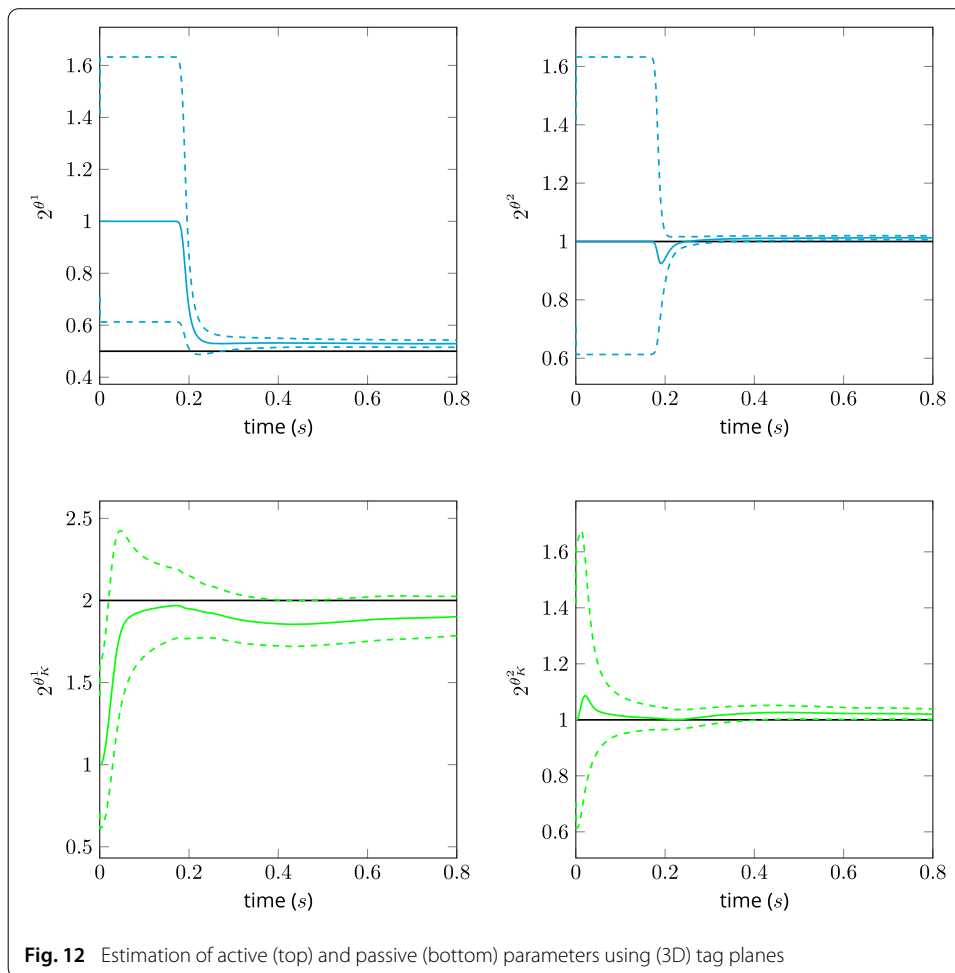 1.6
1.4
1.2
1
0.8
0.6
0.4
2^{θ^1}
0 0.2 0.4 0.6 0.8
time (s)
1.6
1.4
1.2
1
0.8
0.6
2^{θ^2}
0 0.2 0.4 0.6 0.8
time (s)
2.5
2
1.5
1
0.5
2^{θ_K^1}
0 0.2 0.4 0.6 0.8
time (s)
1.6
1.4
1.2
1
0.8
0.6
2^{θ_K^2}
0 0.2 0.4 0.6 0.8
time (s)
Fig. 12 Estimation of active (top) and passive (bottom) parameters using (3D) tag planes